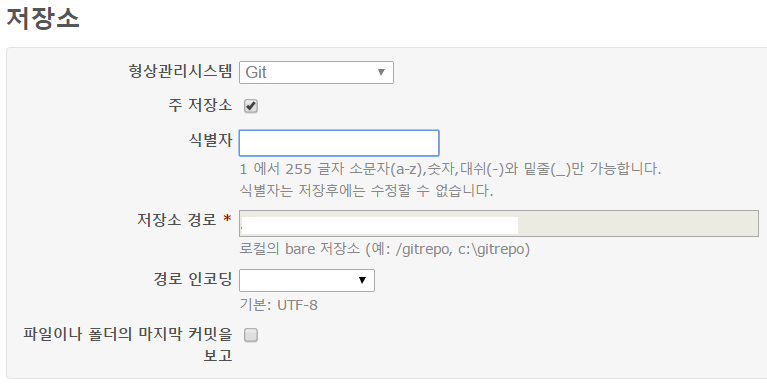 저장소
형상관리시스템 Git
주 저장소
식별자
1 에서 255 글자 소문자(a-z),숫자,대쉬(-)와 밑줄(_)만 가능합니다.
식별자는 저장후에는 수정할 수 없습니다.
저장소 경로 *
로컬의 bare 저장소 (예: /gitrepo, c:\gitrepo)
경로 인코딩
기본: UTF-8
파일이나 폴더의 마지막 커밋을
보고